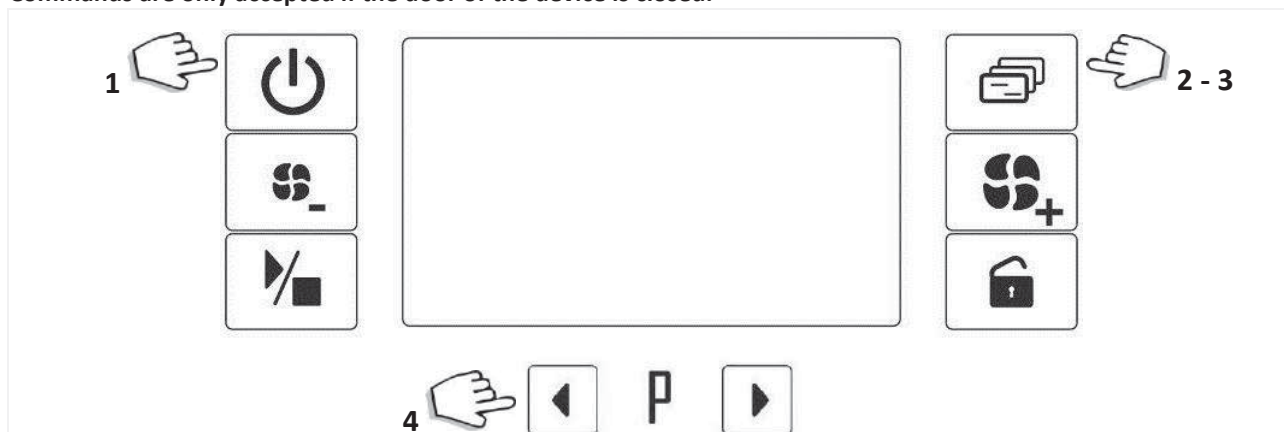 Commands are only accepted if the door of the device is closed.
1
2 - 3
4
P